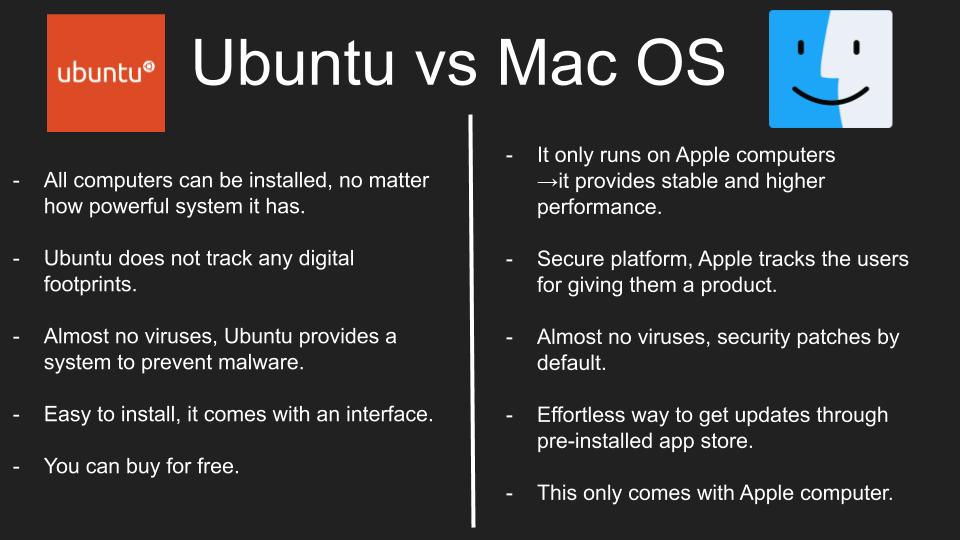 ubuntu
Ubuntu vs Mac OS
- All computers can be installed, no matter
how powerful system it has.
- Ubuntu does not track any digital
footprints.
- Almost no viruses, Ubuntu provides a
system to prevent malware.
- Easy to install, it comes with an interface.
- You can buy for free.
- It only runs on Apple computers
→it provides stable and higher
performance.
- Secure platform, Apple tracks the users
for giving them a product.
- Almost no viruses, security patches by
default.
- Effortless way to get updates through
pre-installed app store.
- This only comes with Apple computer.